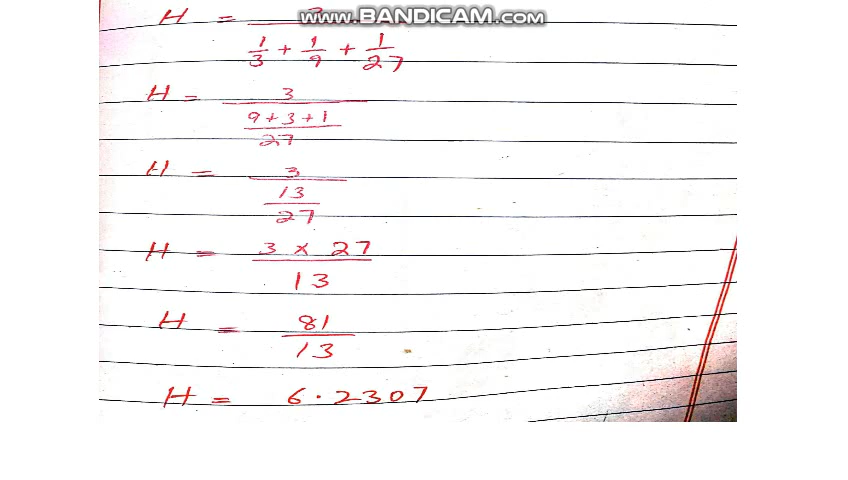 www.BANDICAM.com
H = 3 / (1/3 + 1/9 + 1/27)
H = 3 / ((9+3+1)/27)
H = 3 / (13/27)
H = (3 × 27)/13
H = 81/13
H = 6.2307